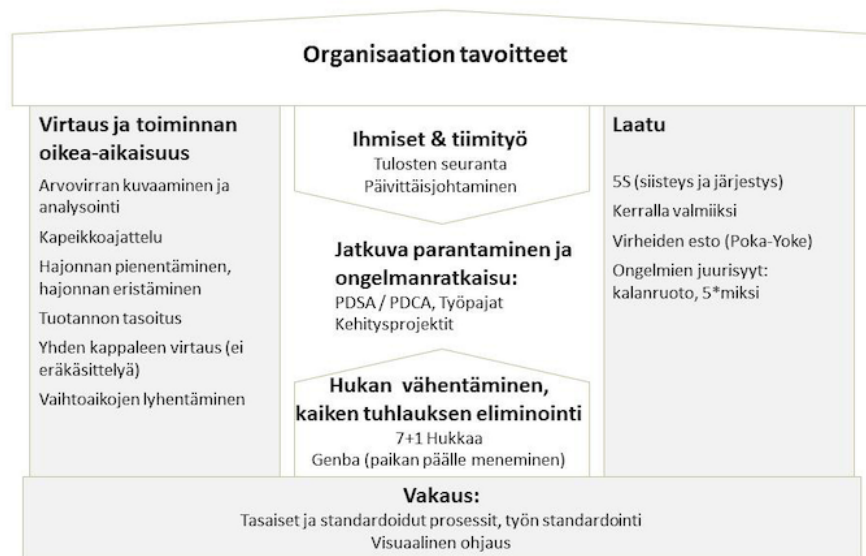 Organisaation tavoitteet
Virtaus ja toiminnan
oikea-aikaisuus
Arvovirran kuvaaminen ja
analysointi
Kapeikkoajattelu
Hajonnan pienentäminen,
hajonnan eristäminen
Tuotannon tasoitus
Yhden kappaleen virtaus (ei
eräkäsittelyä)
Vaihtoaikojen lyhentäminen
Ihmiset & tiimityö
Tulosten seuranta
Päivittäisjohtaminen
Jatkuva parantaminen ja
ongelmanratkaisu:
PDSA / PDCA, Työpajat
Kehitysprojektit
Hukan vähentäminen,
kaiken tuhlauksen eliminointi
7+1 Hukkaa
Genba (paikan päälle meneminen)
Laatu
5S (siisteys ja järjestys)
Kerralla valmiiksi
Virheiden esto (Poka-Yoke)
Ongelmien juurisyyt:
kalanruoto, 5*miksi
Vakaus:
Tasaiset ja standardoidut prosessit, työn standardointi
Visuaalinen ohjaus